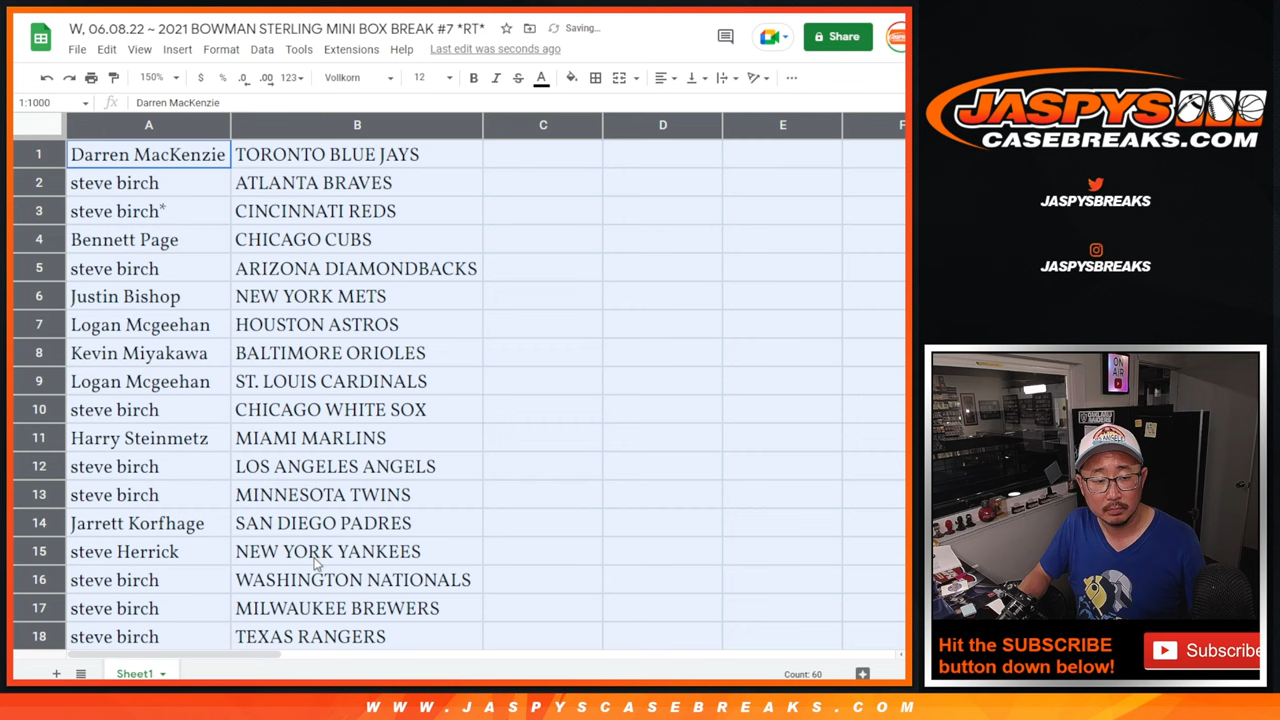 W, 06.08.22 ~ 2021 BOWMAN STERLING MINI BOX BREAK #7 *RT*
Saving...
File Edit View Insert Format Data Tools Extensions Help Last edit was seconds ago
Share
150% $ % .0 .00 123 Vollkorn 12 B I S A
1:1000 fx Darren MacKenzie
A B C D E F
1 Darren MacKenzie TORONTO BLUE JAYS
2 steve birch ATLANTA BRAVES
3 steve birch* CINCINNATI REDS
4 Bennett Page CHICAGO CUBS
5 steve birch ARIZONA DIAMONDBACKS
6 Justin Bishop NEW YORK METS
7 Logan Mcgeehan HOUSTON ASTROS
8 Kevin Miyakawa BALTIMORE ORIOLES
9 Logan Mcgeehan ST. LOUIS CARDINALS
10 steve birch CHICAGO WHITE SOX
11 Harry Steinmetz MIAMI MARLINS
12 steve birch LOS ANGELES ANGELS
13 steve birch MINNESOTA TWINS
14 Jarrett Korfhage SAN DIEGO PADRES
15 steve Herrick NEW YORK YANKEES
16 steve birch WASHINGTON NATIONALS
17 steve birch MILWAUKEE BREWERS
18 steve birch TEXAS RANGERS
Sheet1
Count: 60
JASPYS
CASEBREAKS.COM
JASPYSBREAKS
JASPYSBREAKS
ON
AIR
Hit the SUBSCRIBE
button down below!
Subscribe
WWW.JASPYSCASEBREAKS.COM